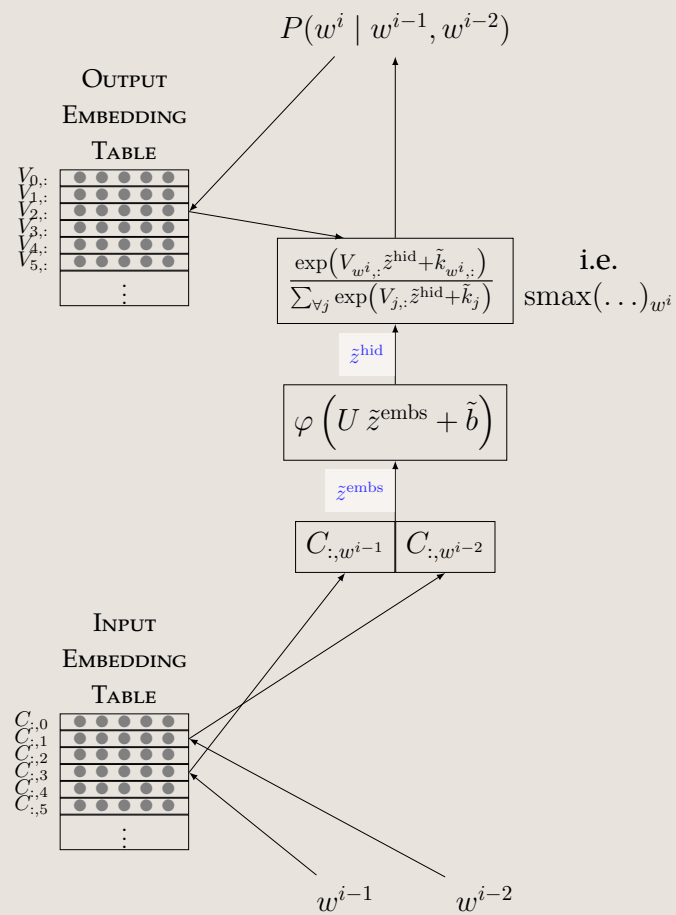 P(w^i | w^{i-1}, w^{i-2})
OUTPUT
EMBEDDING
TABLE
V_{0,:}
V_{1,:}
V_{2,:}
V_{3,:}
V_{4,:}
V_{5,:}
⋮
exp(V_{w^i,:} z̃^{hid} + k̃_{w^i,:})
∑_{∀j} exp(V_{j,:} z̃^{hid} + k̃_j)
i.e.
smax(...)_{w^i}
z̃^{hid}
φ(U z̃^{embs} + b̃)
z̃^{embs}
C_{:,w^{i-1}} C_{:,w^{i-2}}
INPUT
EMBEDDING
TABLE
C_{:,0}
C_{:,1}
C_{:,2}
C_{:,3}
C_{:,4}
C_{:,5}
⋮
w^{i-1} w^{i-2}